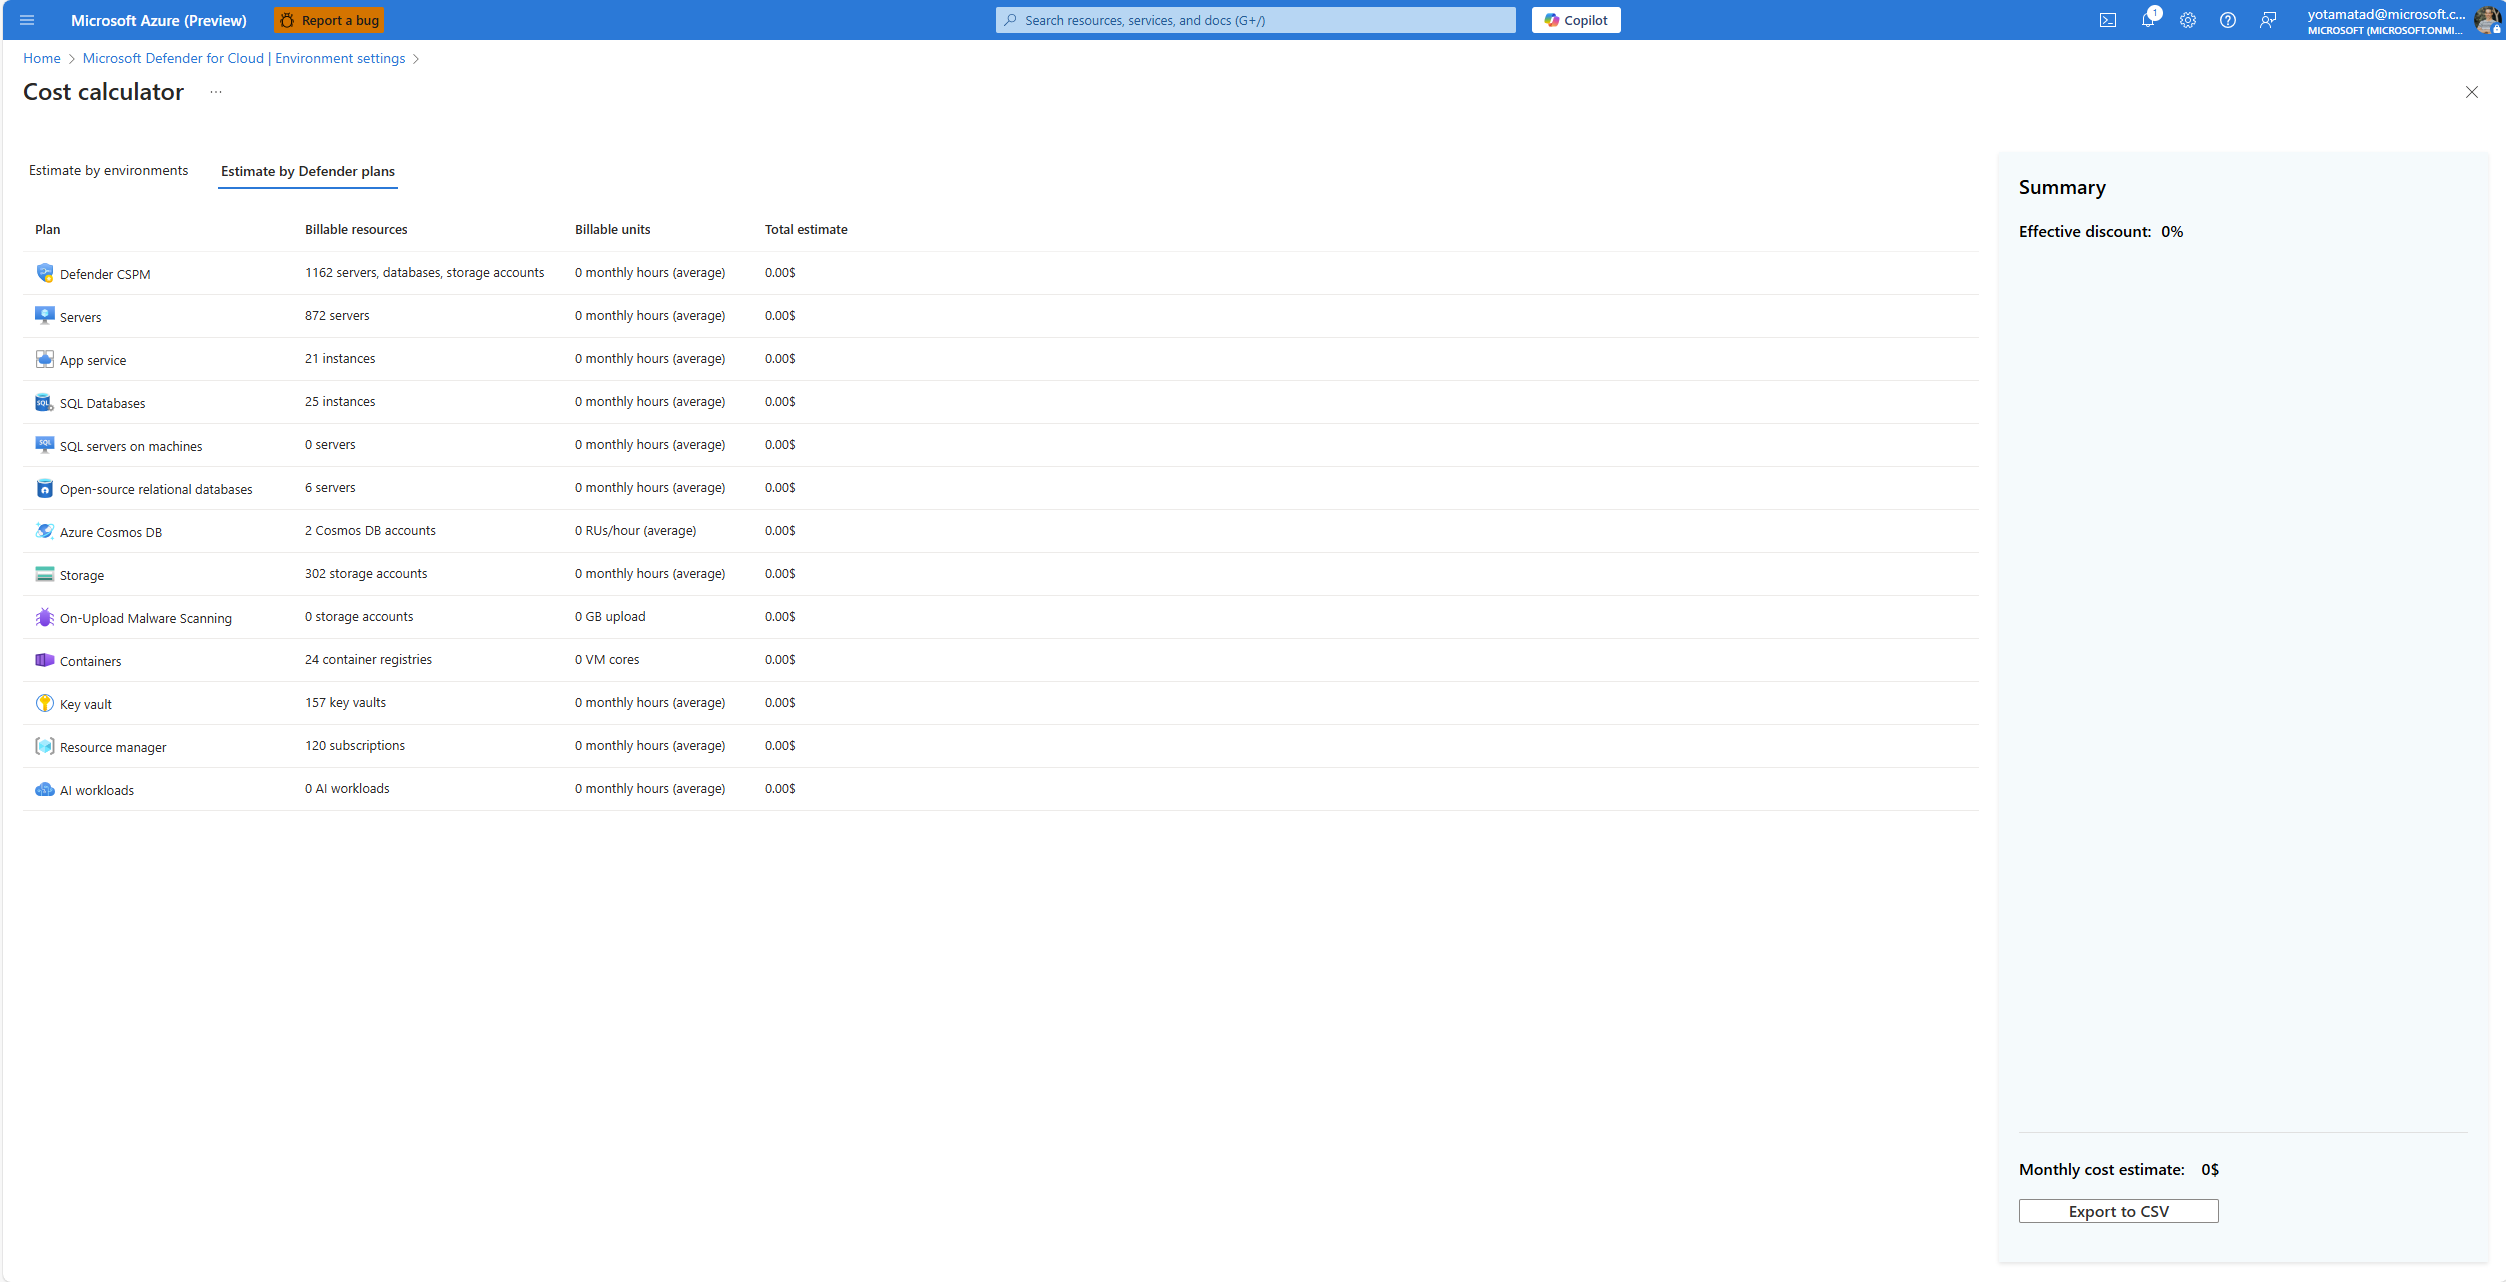 Microsoft Azure (Preview) Report a bug Search resources, services, and docs (G+/) Copilot 1 yotamatad@microsoft.c...
MICROSOFT (MICROSOFT.ONMI...
Home > Microsoft Defender for Cloud | Environment settings >
Cost calculator ...
Estimate by environments Estimate by Defender plans
Plan Billable resources Billable units Total estimate
Defender CSPM 1162 servers, databases, storage accounts 0 monthly hours (average) 0.00$
Servers 872 servers 0 monthly hours (average) 0.00$
App service 21 instances 0 monthly hours (average) 0.00$
SQL Databases 25 instances 0 monthly hours (average) 0.00$
SQL servers on machines 0 servers 0 monthly hours (average) 0.00$
Open-source relational databases 6 servers 0 monthly hours (average) 0.00$
Azure Cosmos DB 2 Cosmos DB accounts 0 RUs/hour (average) 0.00$
Storage 302 storage accounts 0 monthly hours (average) 0.00$
On-Upload Malware Scanning 0 storage accounts 0 GB upload 0.00$
Containers 24 container registries 0 VM cores 0.00$
Key vault 157 key vaults 0 monthly hours (average) 0.00$
Resource manager 120 subscriptions 0 monthly hours (average) 0.00$
AI workloads 0 AI workloads 0 monthly hours (average) 0.00$
Summary
Effective discount: 0%
Monthly cost estimate: 0$
Export to CSV